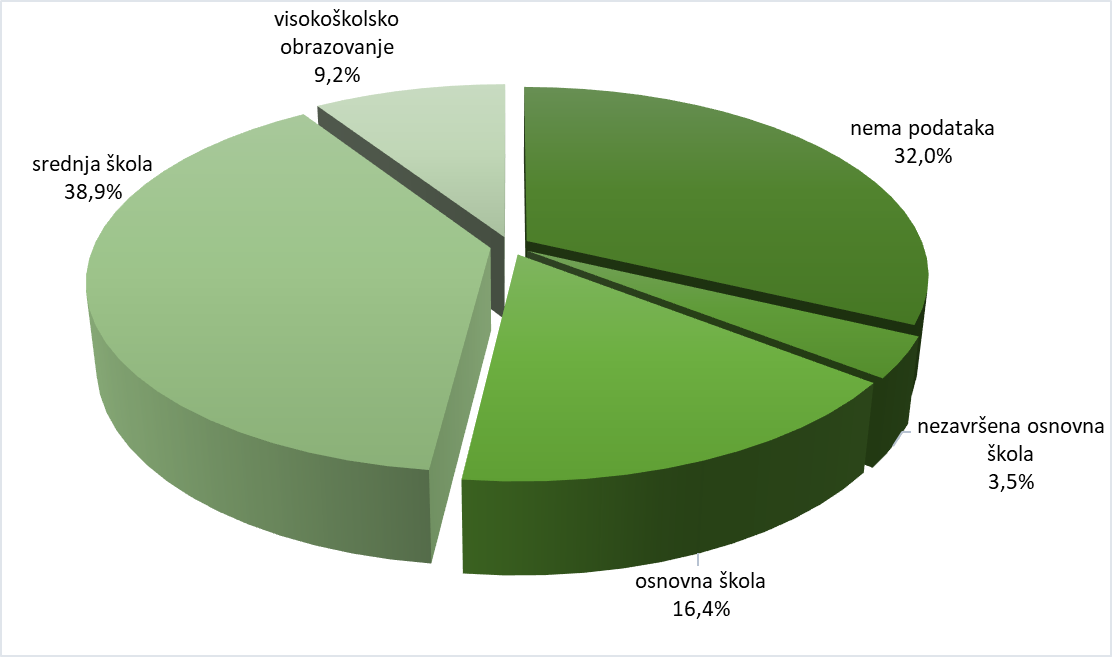 visokoškolsko
obrazovanje
9,2%
nema podataka
32,0%
srednja škola
38,9%
nezavršena osnovna
škola
3,5%
osnovna škola
16,4%